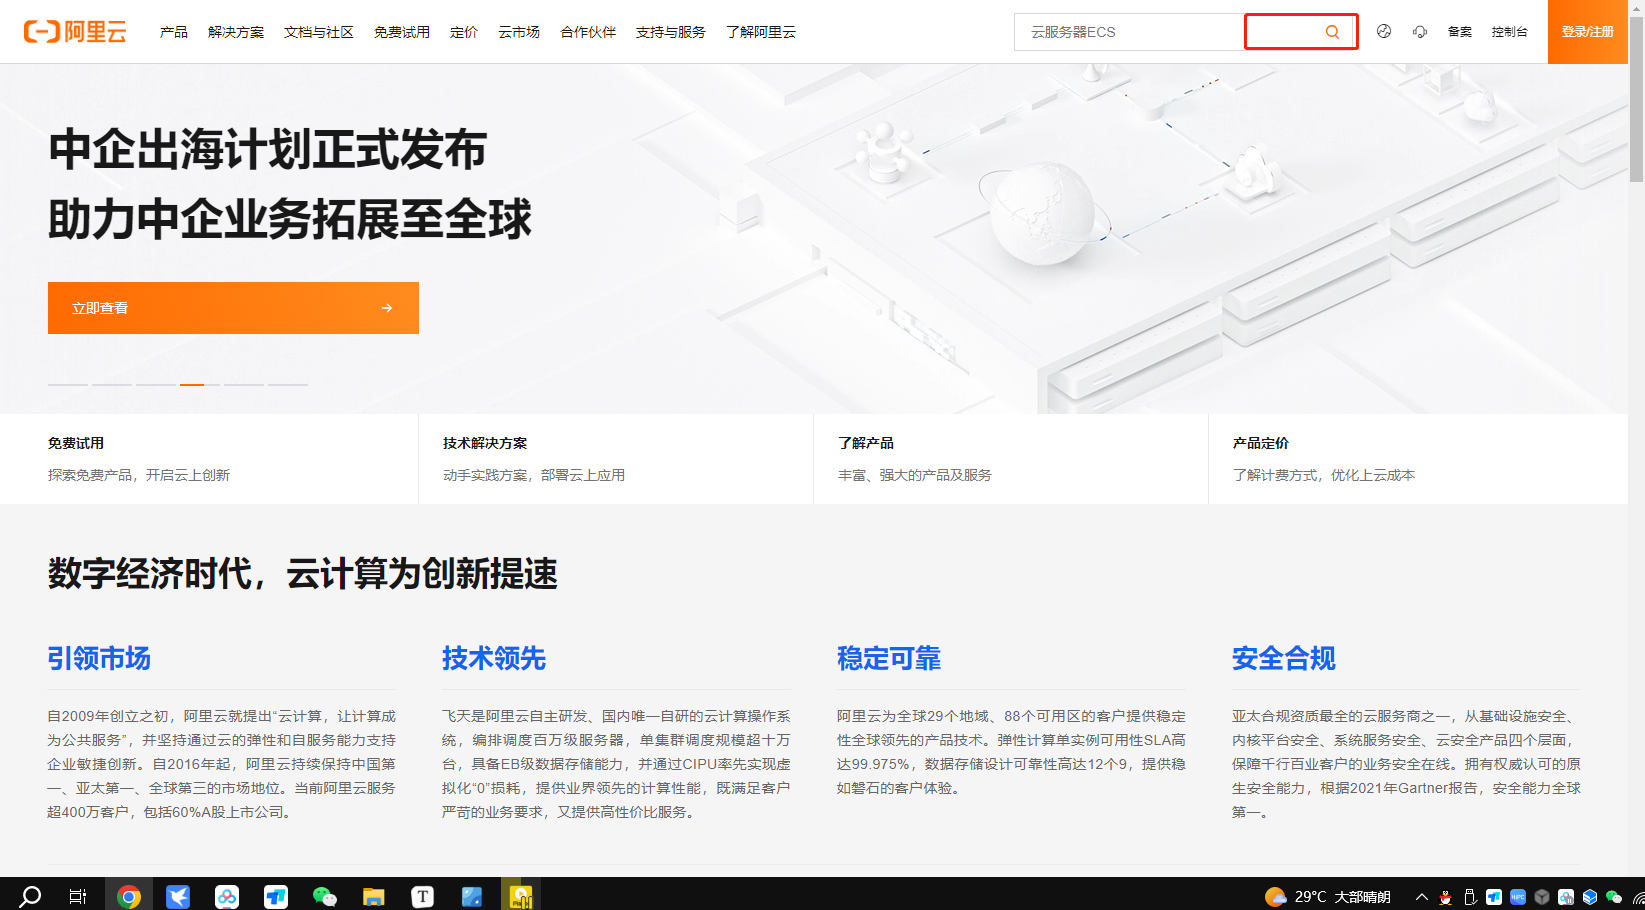 阿里云 产品 解决方案 文档与社区 免费试用 定价 云市场 合作伙伴 支持与服务 了解阿里云 云服务器ECS 备案 控制台 登录/注册
中企出海计划正式发布
助力中企业务拓展至全球
立即查看
免费试用
探索免费产品，开启云上创新
技术解决方案
动手实践方案，部署云上应用
了解产品
丰富、强大的产品及服务
产品定价
了解计费方式，优化上云成本
数字经济时代，云计算为创新提速
引领市场
自2009年创立之初，阿里云就提出“云计算，让计算成
为公共服务”，并坚持通过云的弹性和自服务能力支持
企业敏捷创新。自2016年起，阿里云持续保持中国第
一、亚太第一、全球第三的市场地位。当前阿里云服务
超400万客户，包括60%A股上市公司。
技术领先
飞天是阿里云自主研发、国内唯一自研的云计算操作系
统，编排调度百万级服务器，单集群调度规模超十万
台，具备EB级数据存储能力，并通过CIPU率先实现虚
拟化“0”损耗，提供业界领先的计算性能，既满足客户
严苛的业务要求，又提供高性价比服务。
稳定可靠
阿里云为全球29个地域、88个可用区的客户提供稳定
性全球领先的产品技术。弹性计算单实例可用性SLA高
达99.975%，数据存储设计可靠性高达12个9，提供稳
如磐石的客户体验。
安全合规
亚太合规资质最全的云服务商之一，从基础设施安全、
内核平台安全、系统服务安全、云安全产品四个层面，
保障千行百业客户的业务安全在线。拥有权威认可的原
生安全能力，根据2021年Gartner报告，安全能力全球
第一。
T
29°C 大部晴朗